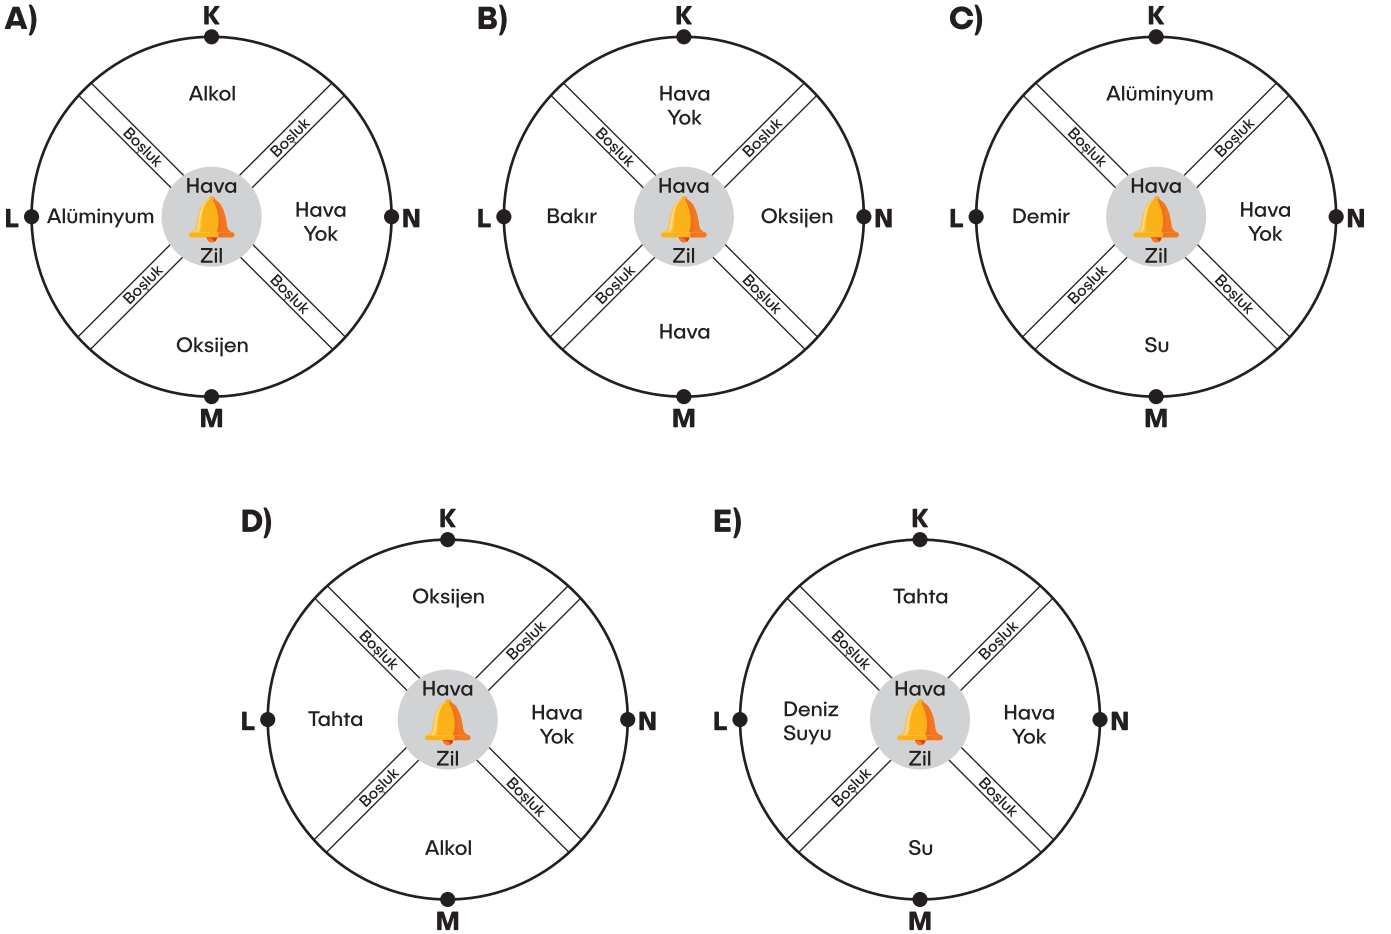 A)
K
Alkol
Boşluk
Boşluk
Hava
L
Alüminyum
Hava
Yok
N
Zil
Boşluk
Boşluk
Oksijen
M
B)
K
Hava
Yok
Boşluk
Boşluk
Hava
L
Bakır
Oksijen
N
Zil
Boşluk
Boşluk
Hava
M
C)
K
Alüminyum
Boşluk
Boşluk
Hava
L
Demir
Hava
Yok
N
Zil
Boşluk
Boşluk
Su
M
D)
K
Oksijen
Boşluk
Boşluk
Hava
L
Tahta
Hava
Yok
N
Zil
Boşluk
Boşluk
Alkol
M
E)
K
Tahta
Boşluk
Boşluk
Hava
L
Deniz
Suyu
Hava
Yok
N
Zil
Boşluk
Boşluk
Su
M